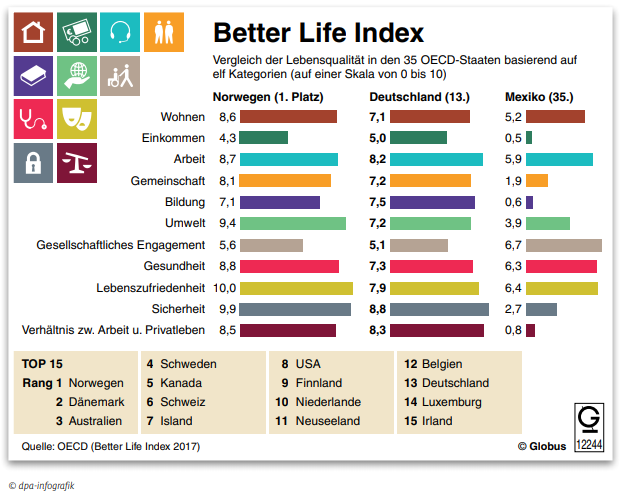 Better Life Index
Vergleich der Lebensqualität in den 35 OECD-Staaten basierend auf
elf Kategorien (auf einer Skala von 0 bis 10)
Norwegen (1. Platz) Deutschland (13.) Mexiko (35.)
Wohnen 8,6 7,1 5,2
Einkommen 4,3 5,0 0,5
Arbeit 8,7 8,2 5,9
Gemeinschaft 8,1 7,2 1,9
Bildung 7,1 7,5 0,6
Umwelt 9,4 7,2 3,9
Gesellschaftliches Engagement 5,6 5,1 6,7
Gesundheit 8,8 7,3 6,3
Lebenszufriedenheit 10,0 7,9 6,4
Sicherheit 9,9 8,8 2,7
Verhältnis zw. Arbeit u. Privatleben 8,5 8,3 0,8
TOP 15
Rang 1 Norwegen
2 Dänemark
3 Australien
4 Schweden
5 Kanada
6 Schweiz
7 Island
8 USA
9 Finnland
10 Niederlande
11 Neuseeland
12 Belgien
13 Deutschland
14 Luxemburg
15 Irland
Quelle: OECD (Better Life Index 2017)
© Globus
G
12244
© dpa-infografik